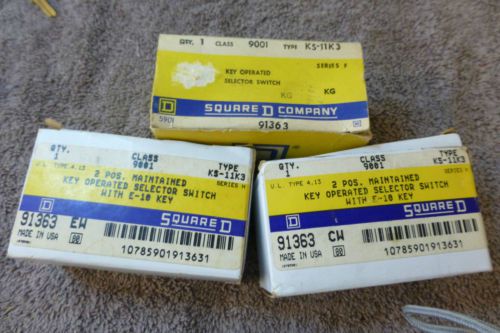 QTY. 1 CLASS 9001 TYPE KS-11K3
SERIES F
KEY OPERATED
SELECTOR SWITCH
KG KG
D SQUARE D COMPANY
5901 91363
QTY. CLASS TYPE
1 9001 KS-11K3
U.L. TYPE 4,13 SERIES H
2 POS. MAINTAINED
KEY OPERATED SELECTOR SWITCH
WITH E-10 KEY
D SQUARE D
91363 EW
MADE IN USA
10785901913631
QTY. CLASS TYPE
1 9001 KS-11K3
U.L. TYPE 4,13 SERIES H
2 POS. MAINTAINED
KEY OPERATED SELECTOR SWITCH
WITH E-10 KEY
D SQUARE D
91363 CW
MADE IN USA
10785901913631